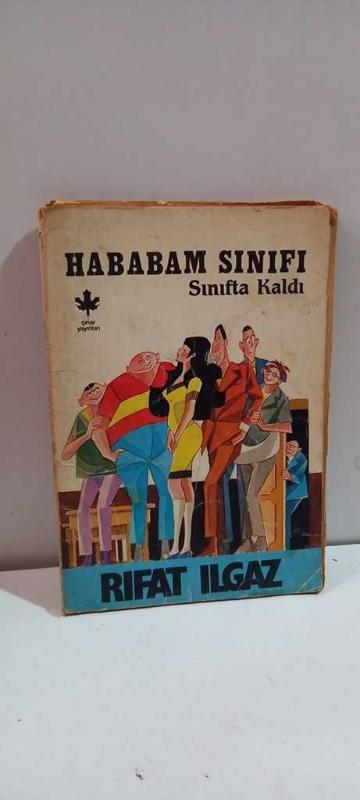 HABABAM SINIFI
Sınıfta Kaldı
çınar
yayınları
RIFAT ILGAZ